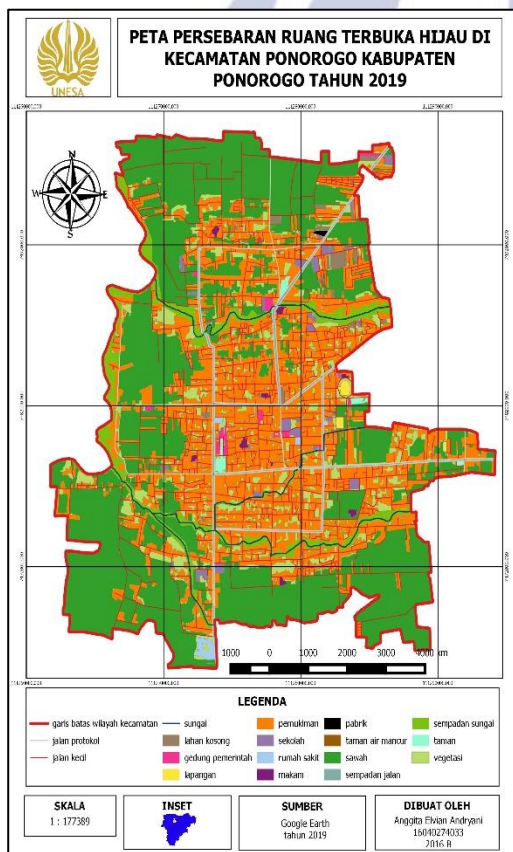 UNESA
PETA PERSEBARAN RUANG TERBUKA HIJAU DI
KECAMATAN PONOROGO KABUPATEN
PONOROGO TAHUN 2019
N
W
E
S
1000 0 1000 2000 3000 4000 km
LEGENDA
garis batas wilayah kecamatan
jalan protokol
jalan kecil
sungai
lahan kosong
gedung pemerintah
lapangan
pemukiman
sekolah
rumah sakit
makam
pabrik
taman air mancur
sawah
sempadan jalan
sempadan sungai
taman
vegetasi
SKALA
1 : 177389
INSET
SUMBER
Google Earth
tahun 2019
DIBUAT OLEH
Anggita Elvian Andryani
16040274033
2016 B